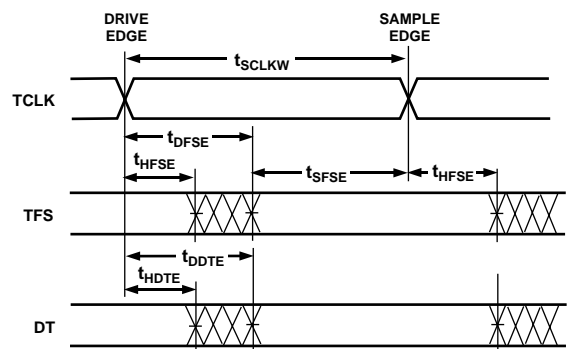 DRIVE
EDGE
SAMPLE
EDGE
tSCLKW
TCLK
tDFSE
tHFSE
tSFSE
tHFSE
TFS
tDDTE
tHDTE
DT